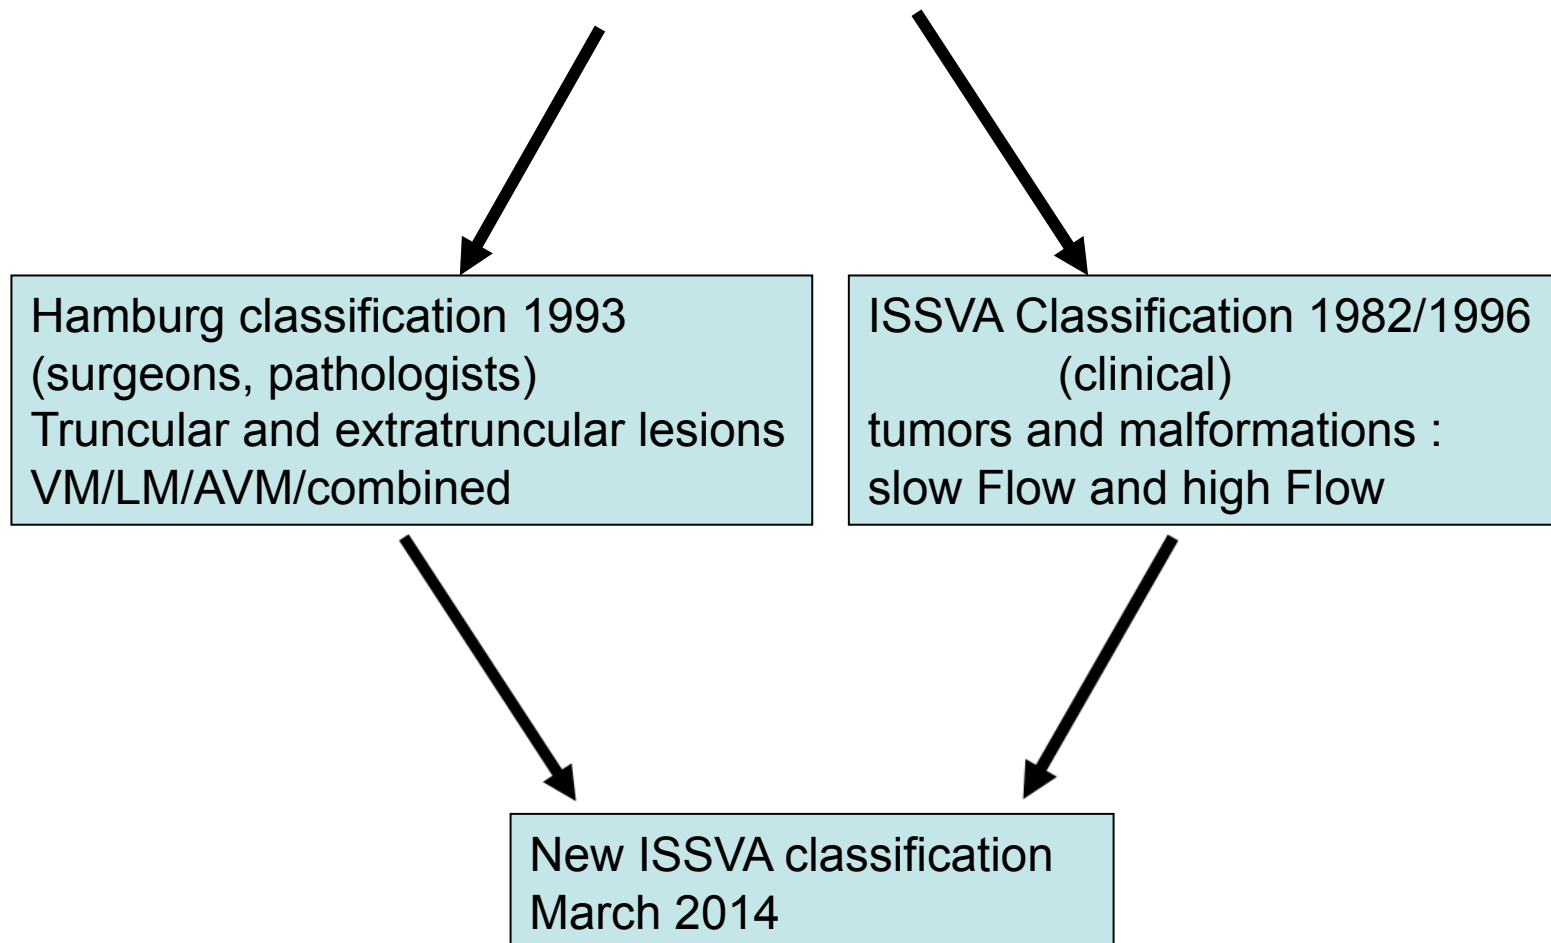 Hamburg classification 1993
(surgeons, pathologists)
Truncular and extratruncular lesions
VM/LM/AVM/combined
ISSVA Classification 1982/1996
(clinical)
tumors and malformations :
slow Flow and high Flow
New ISSVA classification
March 2014